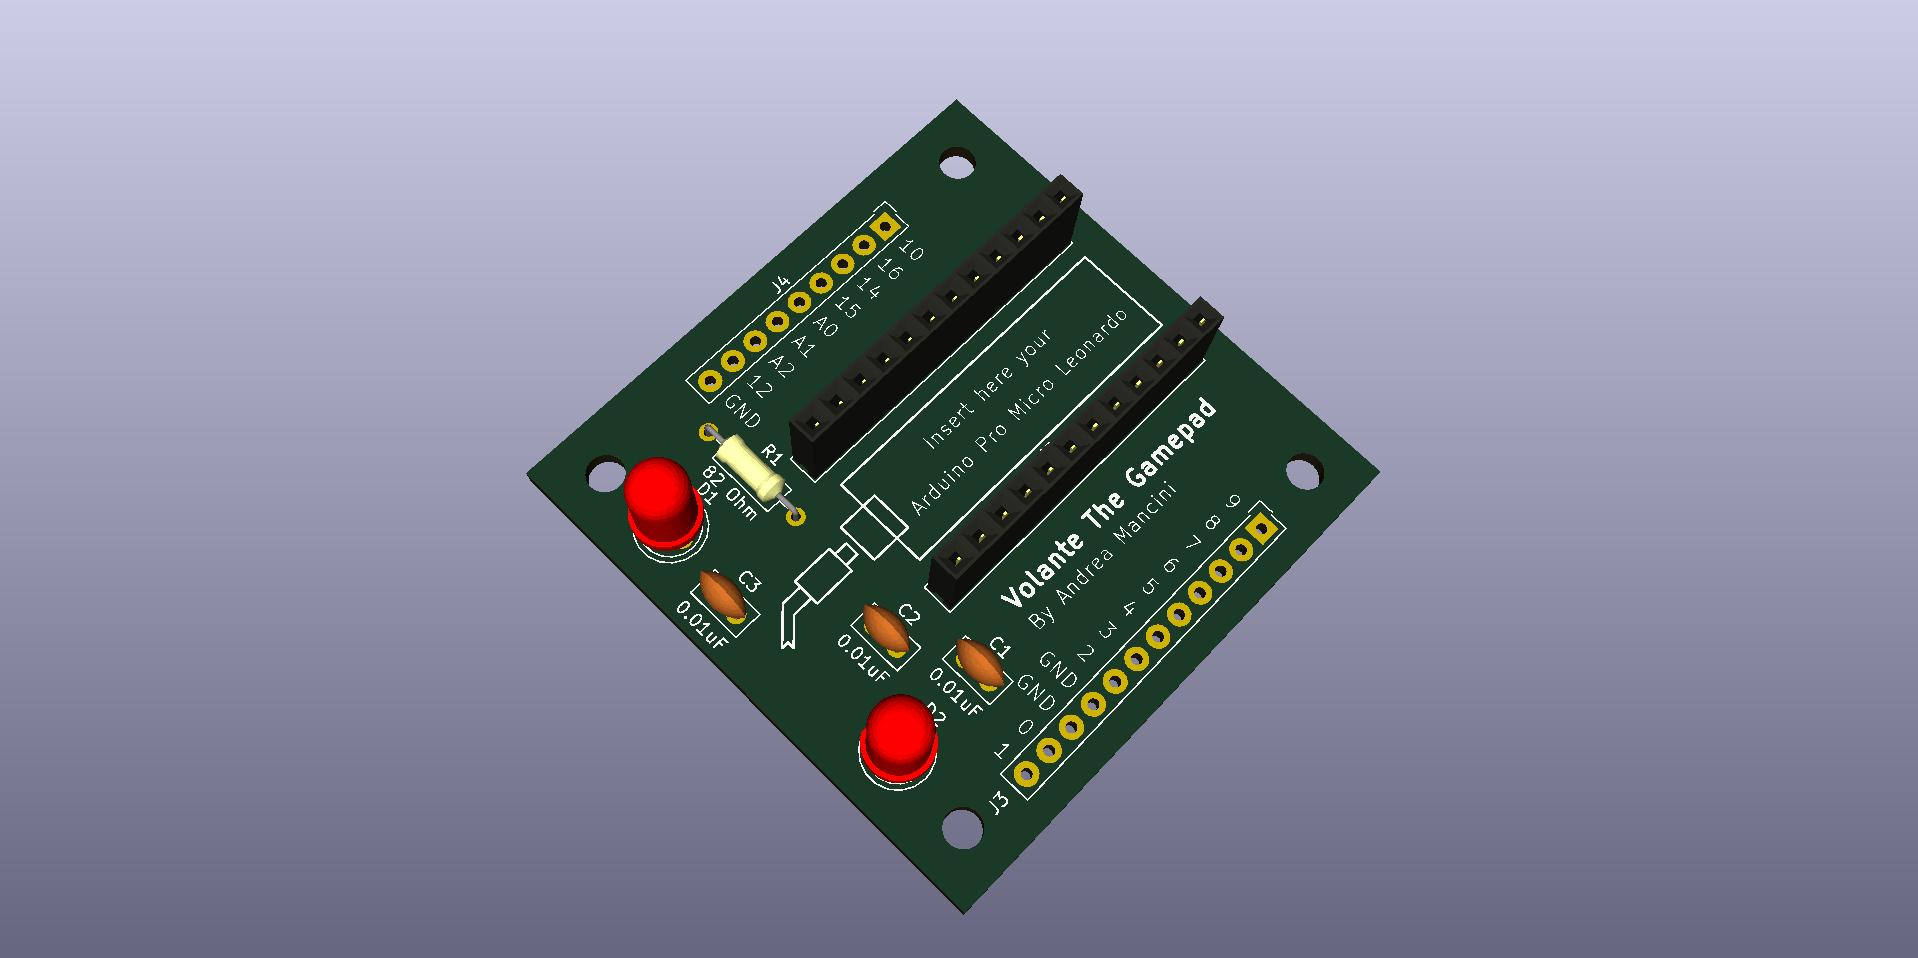 J4
10
16
14
15
A0
A1
A2
12
GND
R1
82 Ohm
D1
Insert here your
Arduino Pro Micro Leonardo
Volante The Gamepad
By Andrea Mancini
C3
0.01uF
C2
0.01uF
C1
0.01uF
9
8
7
6
5
4
3
2
GND
GND
0
1
J3